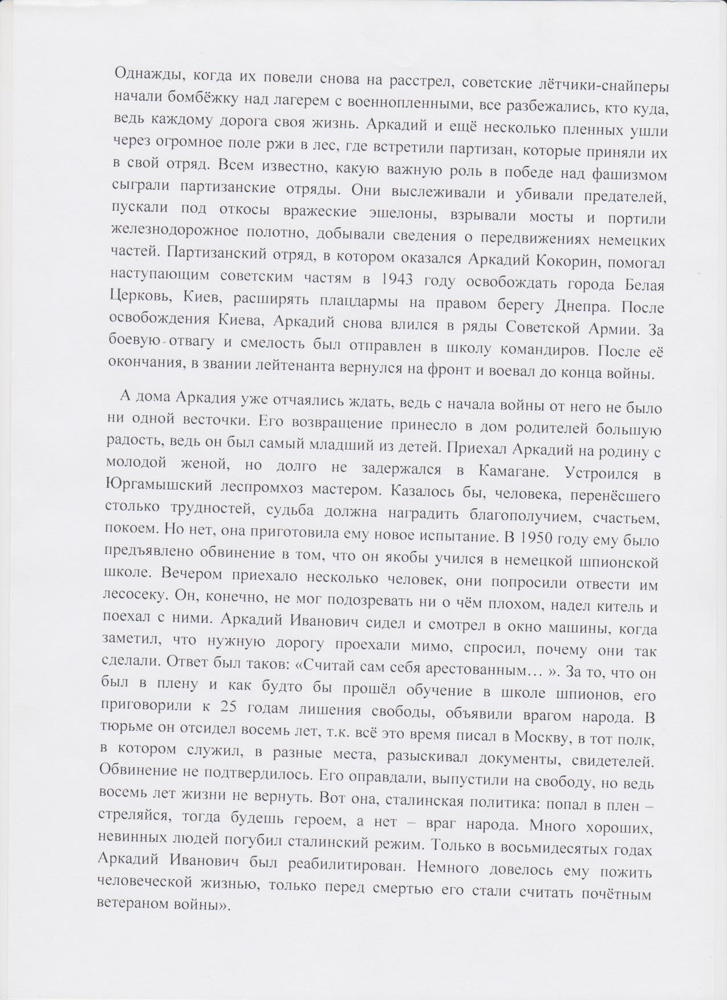 Однажды, когда их повели снова на расстрел, советские лётчики-снайперы
начали бомбёжку над лагерем с военнопленными, все разбежались, кто куда,
ведь каждому дорога своя жизнь. Аркадий и ещё несколько пленных ушли
через огромное поле ржи в лес, где встретили партизан, которые приняли их
в свой отряд. Всем известно, какую важную роль в победе над фашизмом
сыграли партизанские отряды. Они выслеживали и убивали предателей,
пускали под откосы вражеские эшелоны, взрывали мосты и портили
железнодорожное полотно, добывали сведения о передвижениях немецких
частей. Партизанский отряд, в котором оказался Аркадий Кокорин, помогал
наступающим советским частям в 1943 году освобождать города Белая
Церковь, Киев, расширять плацдармы на правом берегу Днепра. После
освобождения Киева, Аркадий снова влился в ряды Советской Армии. За
боевую отвагу и смелость был отправлен в школу командиров. После её
окончания, в звании лейтенанта вернулся на фронт и воевал до конца войны.
А дома Аркадия уже отчаялись ждать, ведь с начала войны от него не было
ни одной весточки. Его возвращение принесло в дом родителей большую
радость, ведь он был самый младший из детей. Приехал Аркадий на родину с
молодой женой, но долго не задержался в Камагане. Устроился в
Юргамышский леспромхоз мастером. Казалось бы, человека, перенёсшего
столько трудностей, судьба должна наградить благополучием, счастьем,
покоем. Но нет, она приготовила ему новое испытание. В 1950 году ему было
предъявлено обвинение в том, что он якобы учился в немецкой шпионской
школе. Вечером приехало несколько человек, они попросили отвести им
лесосеку. Он, конечно, не мог подозревать ни о чём плохом, надел китель и
поехал с ними. Аркадий Иванович сидел и смотрел в окно машины, когда
заметил, что нужную дорогу проехали мимо, спросил, почему они так
сделали. Ответ был таков: «Считай сам себя арестованным… ». За то, что он
был в плену и как будто бы прошёл обучение в школе шпионов, его
приговорили к 25 годам лишения свободы, объявили врагом народа. В
тюрьме он отсидел восемь лет, т.к. всё это время писал в Москву, в тот полк,
в котором служил, в разные места, разыскивал документы, свидетелей.
Обвинение не подтвердилось. Его оправдали, выпустили на свободу, но ведь
восемь лет жизни не вернуть. Вот она, сталинская политика: попал в плен –
стреляйся, тогда будешь героем, а нет – враг народа. Много хороших,
невинных людей погубил сталинский режим. Только в восьмидесятых годах
Аркадий Иванович был реабилитирован. Немного довелось ему пожить
человеческой жизнью, только перед смертью его стали считать почётным
ветераном войны».